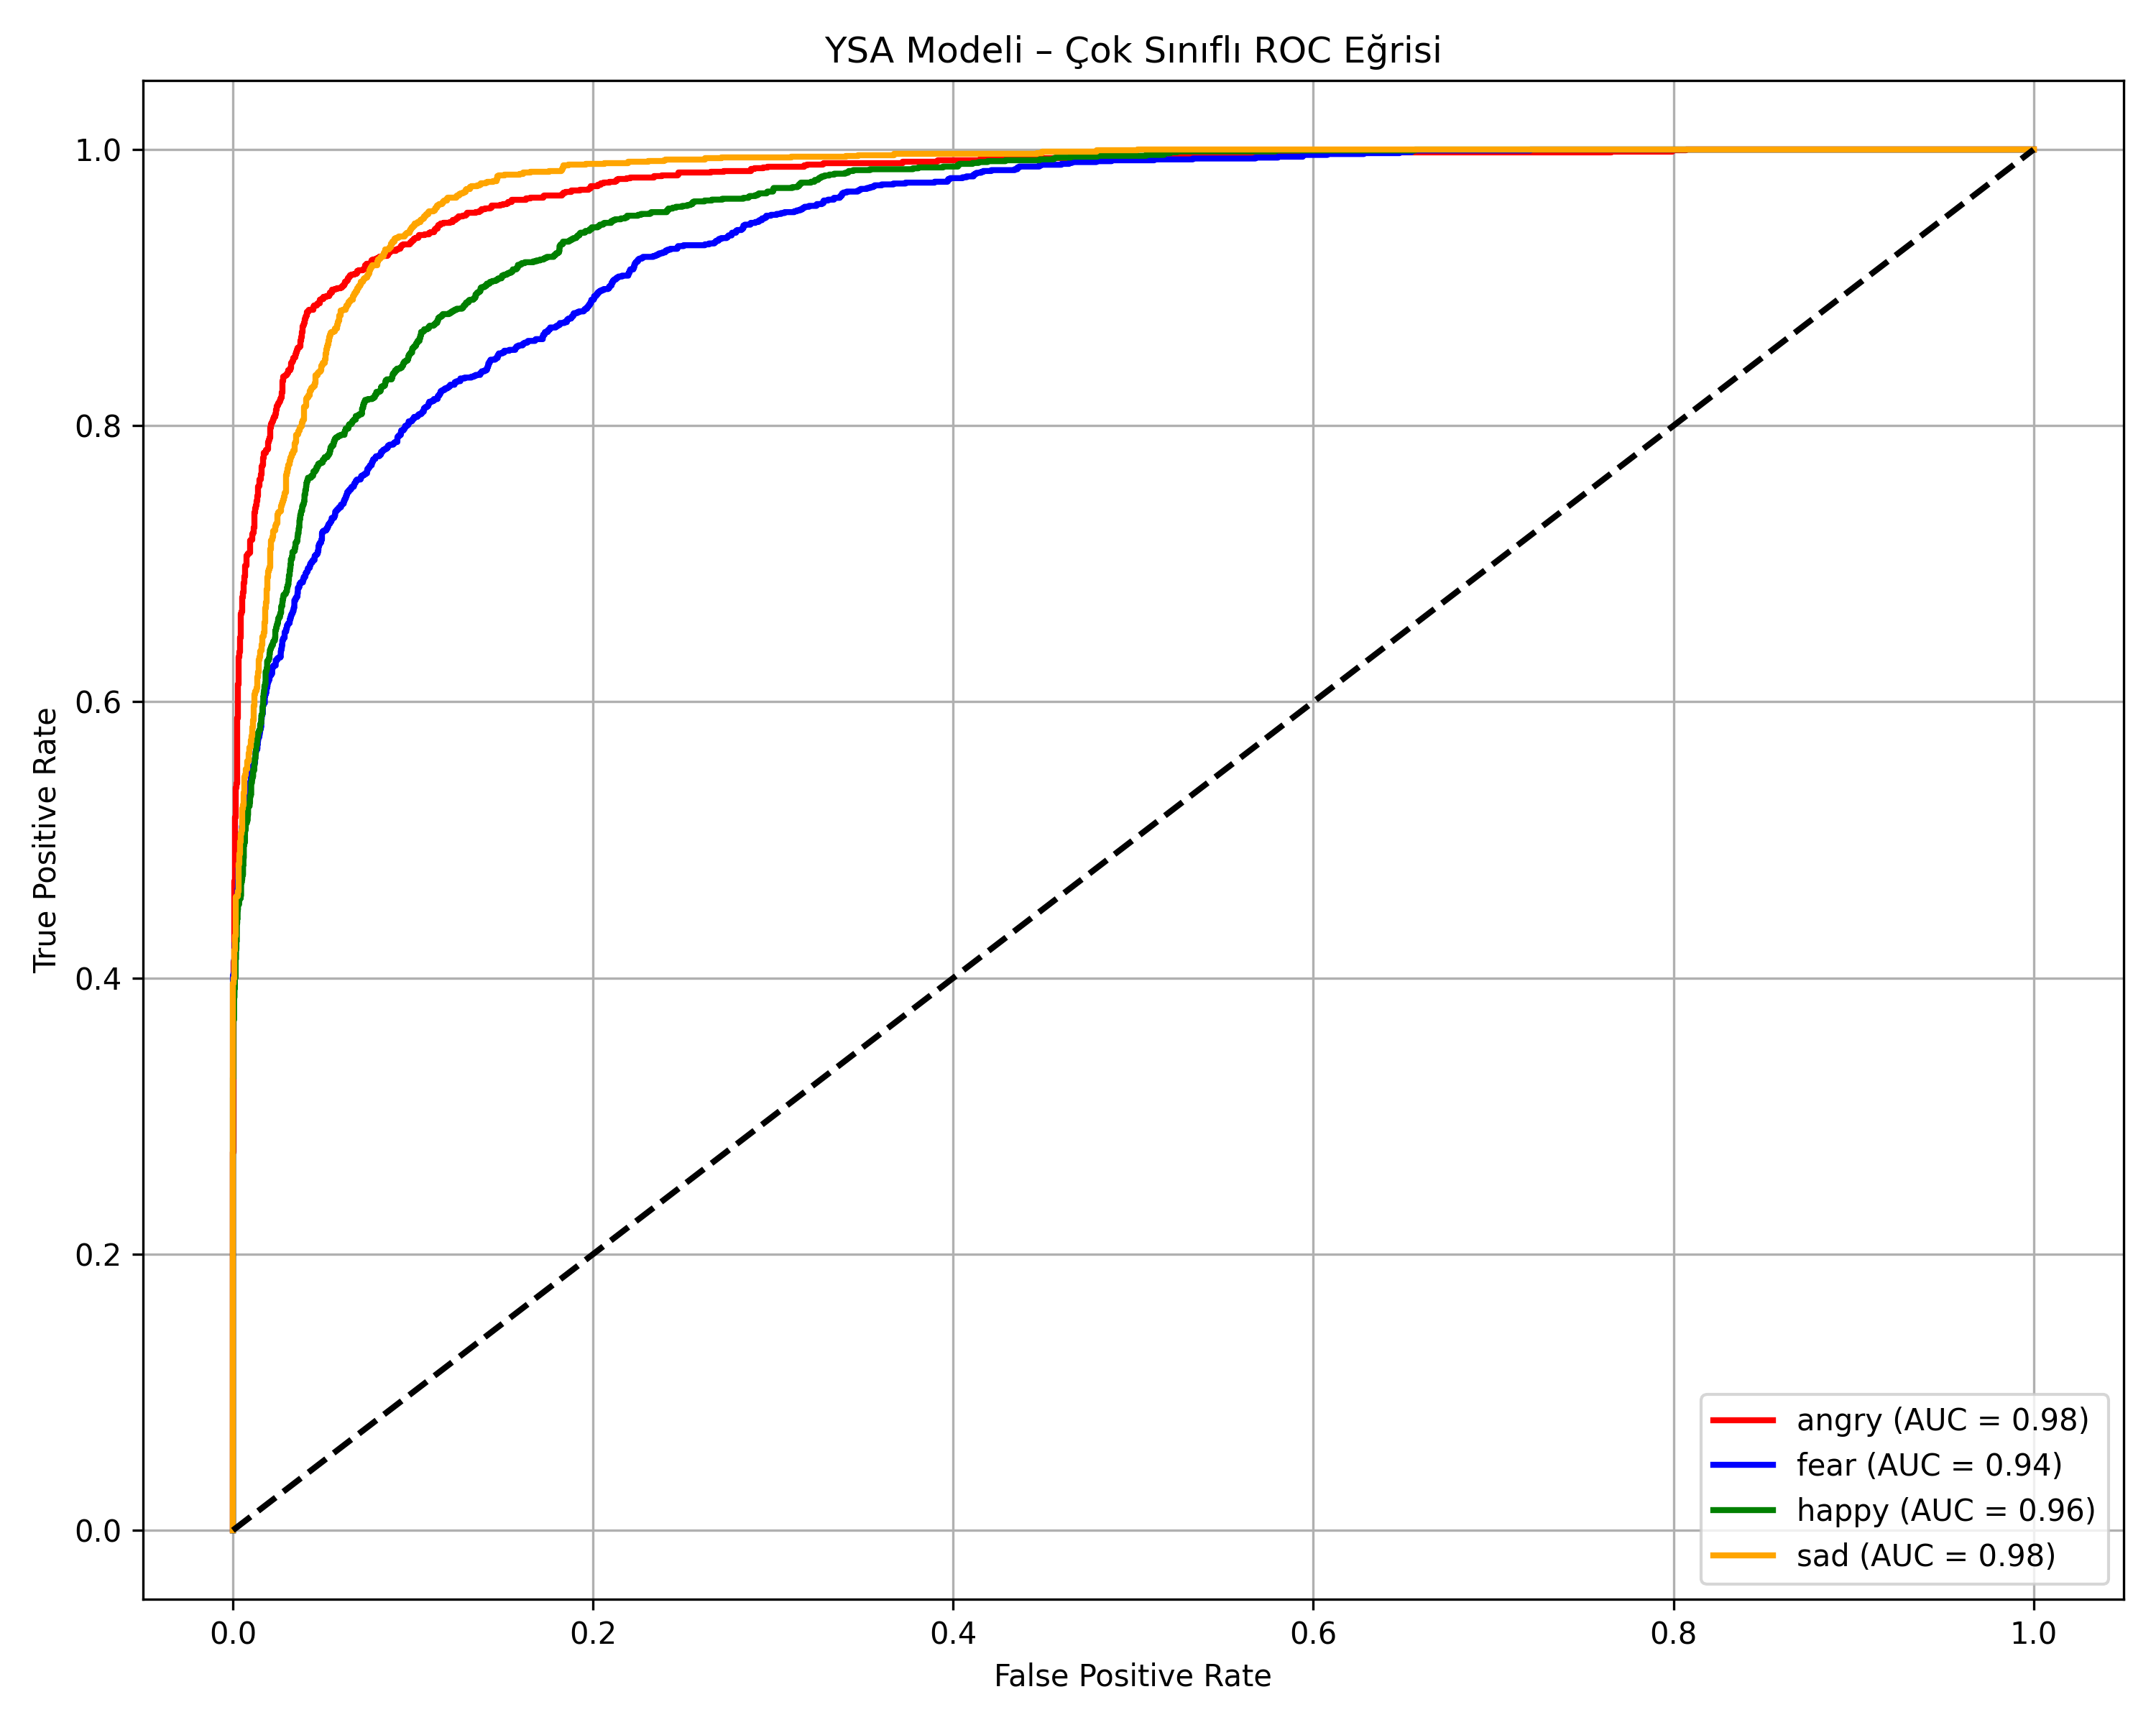 YSA Modeli – Çok Sınıflı ROC Eğrisi
True Positive Rate
1.0
0.8
0.6
0.4
0.2
0.0
0.0 0.2 0.4 0.6 0.8 1.0
False Positive Rate
angry (AUC = 0.98)
fear (AUC = 0.94)
happy (AUC = 0.96)
sad (AUC = 0.98)